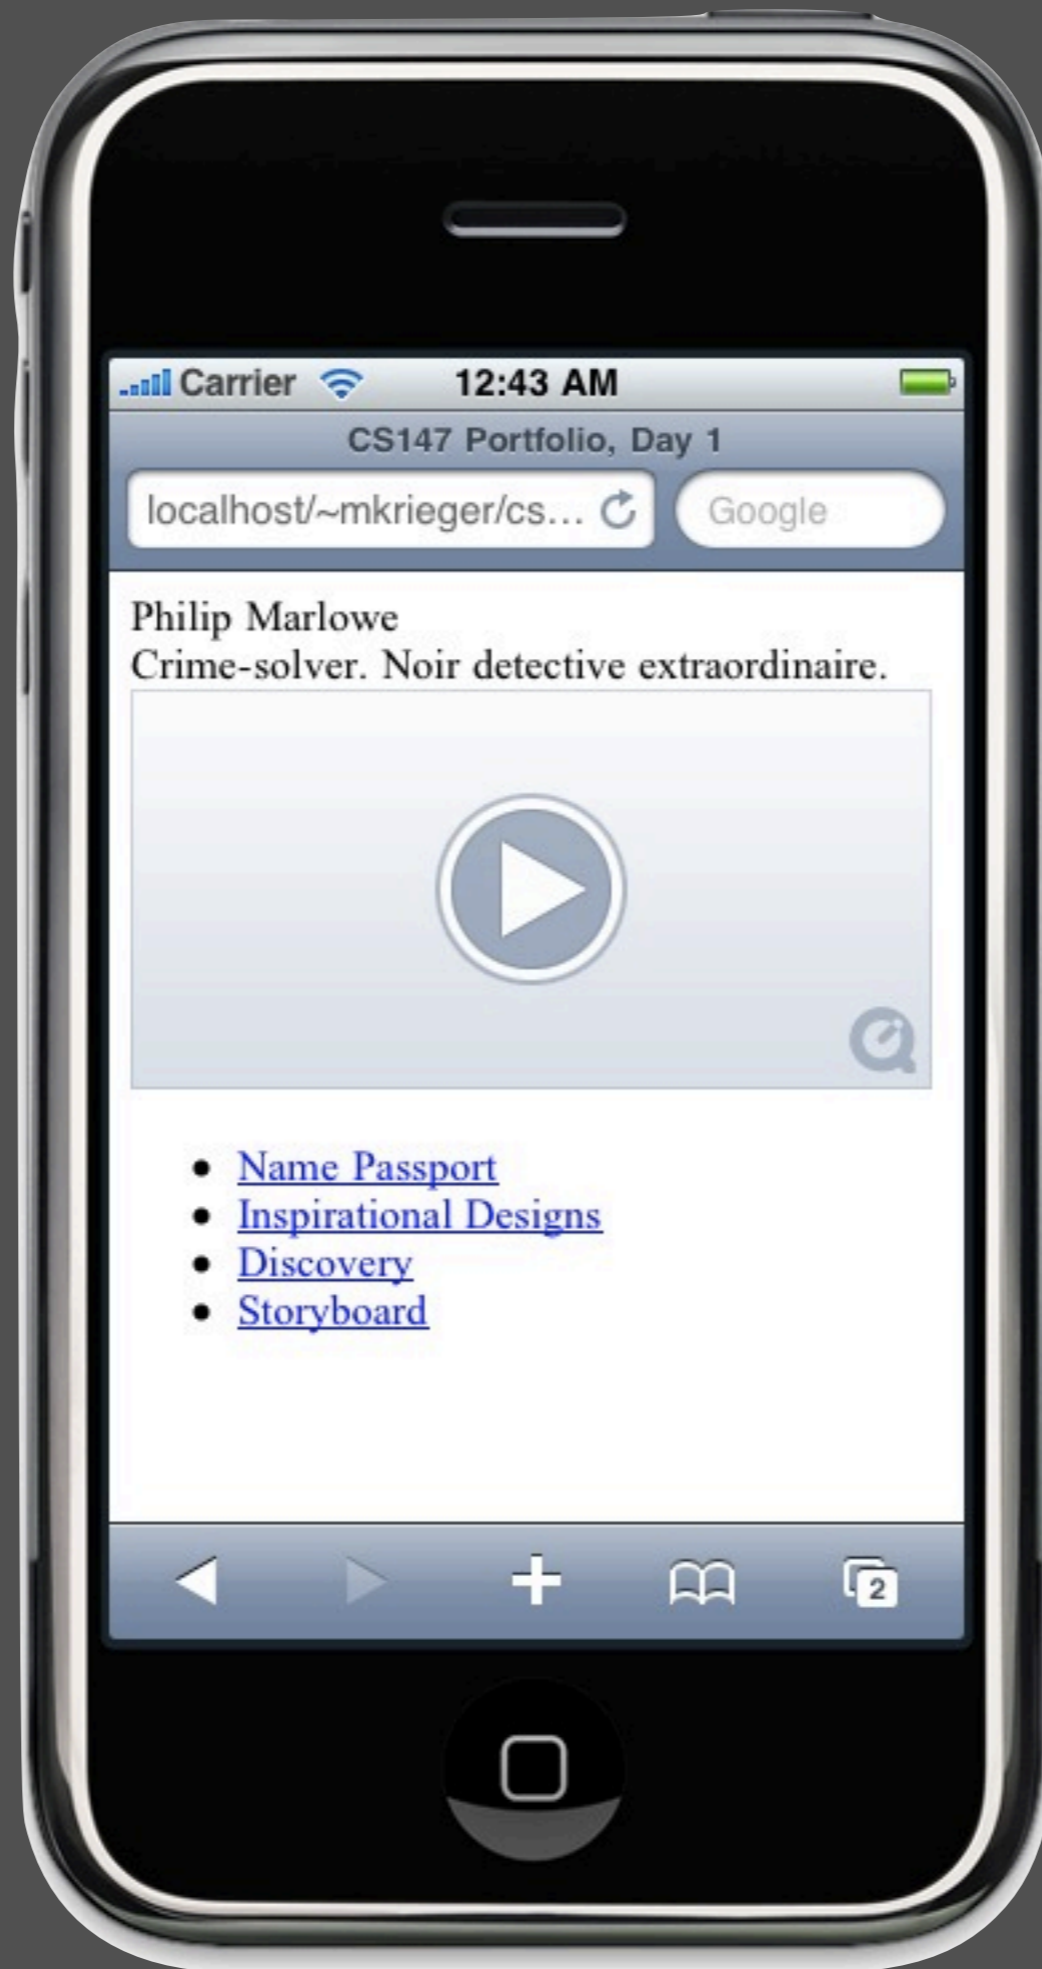 Carrier 12:43 AM
CS147 Portfolio, Day 1
localhost/~mkrieger/cs... Google
Philip Marlowe
Crime-solver. Noir detective extraordinaire.
Name Passport
Inspirational Designs
Discovery
Storyboard
2